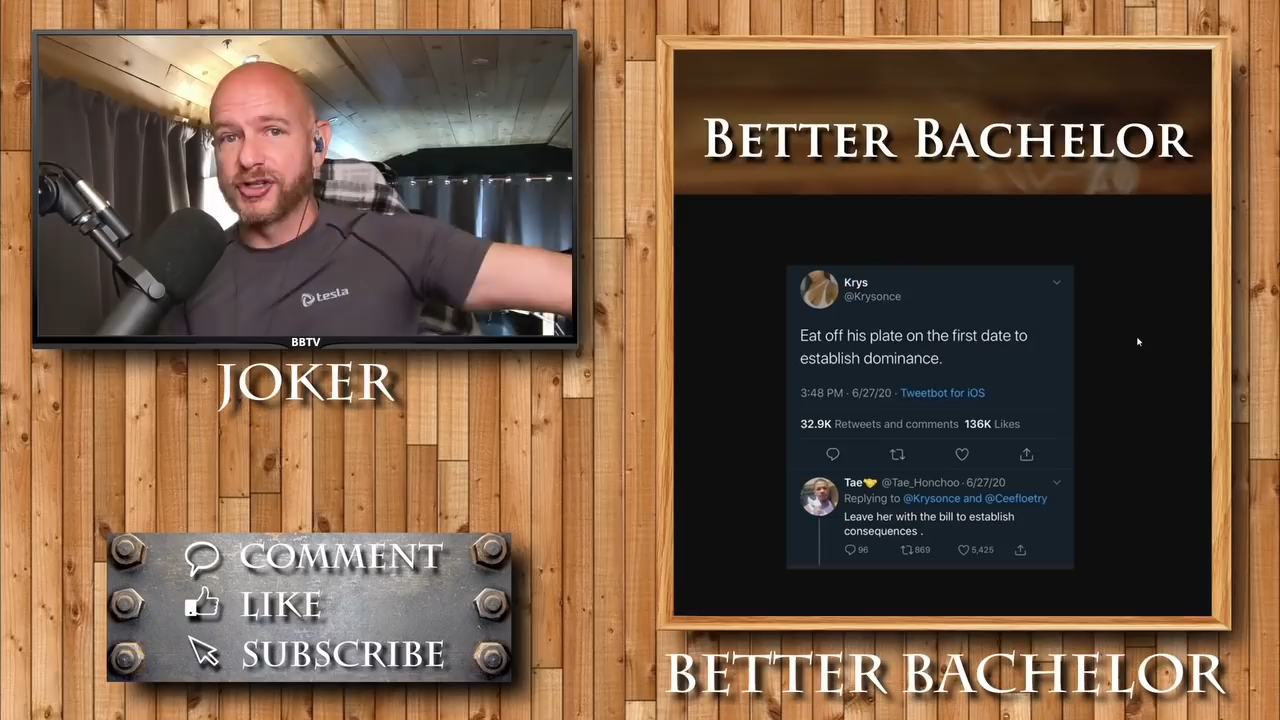 tesla
BBTV
JOKER
COMMENT
LIKE
SUBSCRIBE
BETTER BACHELOR
Krys
@Krysonce
Eat off his plate on the first date to
establish dominance.
3:48 PM · 6/27/20 · Tweetbot for iOS
32.9K Retweets and comments 136K Likes
Tae🤝 @Tae_Honchoo · 6/27/20
Replying to @Krysonce and @Ceefloetry
Leave her with the bill to establish
consequences .
96 869 5,425
BETTER BACHELOR